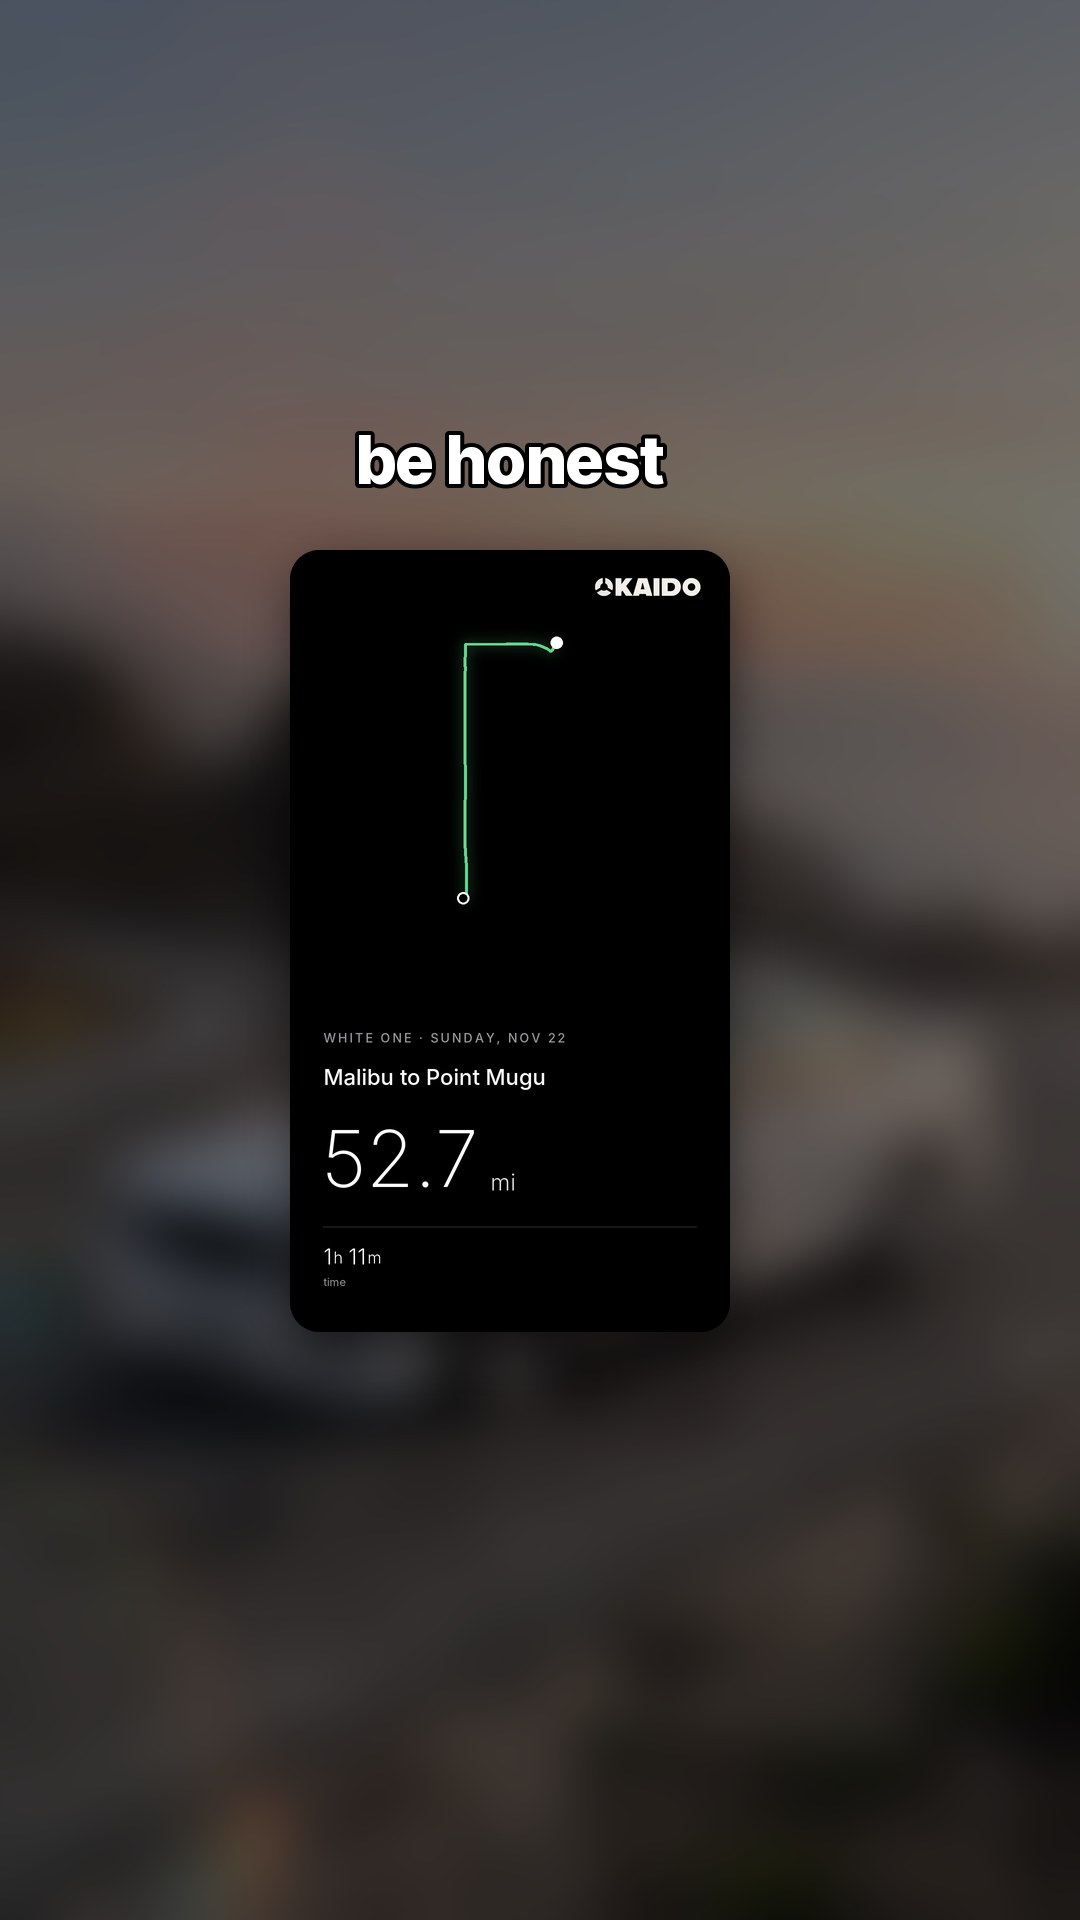 be honest
KAIDO
WHITE ONE · SUNDAY, NOV 22
Malibu to Point Mugu
52.7 mi
1h 11m
time